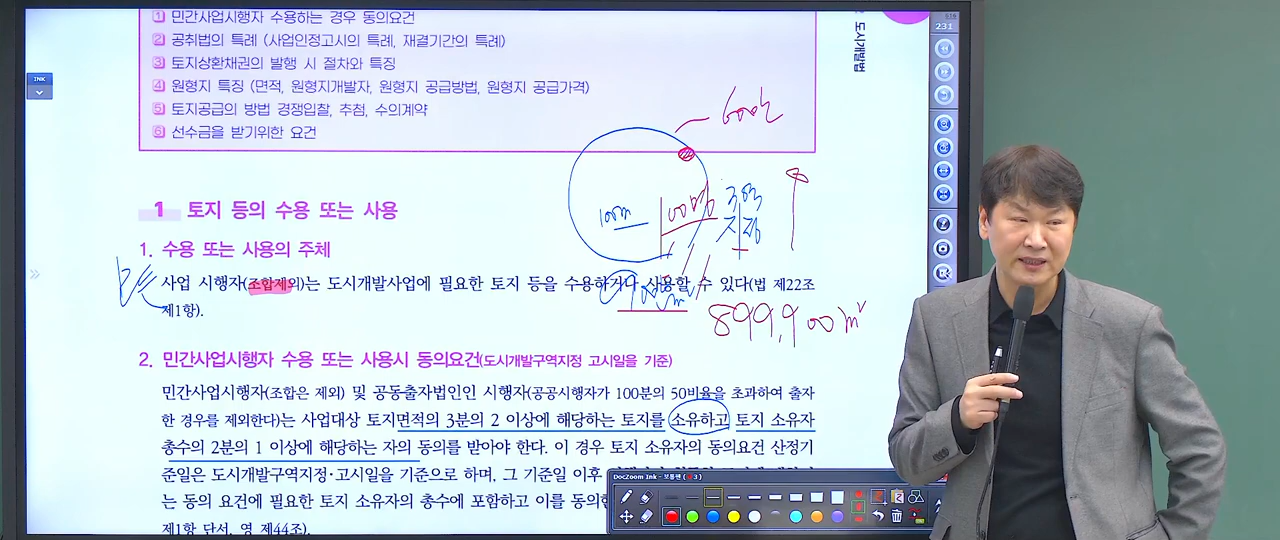 1 민간사업시행자 수용하는 경우 동의요건
2 공취법의 특례 (사업인정고시의 특례, 재결기간의 특례)
3 토지상환채권의 발행 시 절차와 특징
4 원형지 특징 (면적, 원형지개발자, 원형지 공급방법, 원형지 공급가격)
5 토지공급의 방법 경쟁입찰, 추첨, 수의계약
6 선수금을 받기위한 요건
도시개발법
231
INK
1 토지 등의 수용 또는 사용
100m
1. 수용 또는 사용의 주체
사업 시행자(조합제외)는 도시개발사업에 필요한 토지 등을 수용하거나 사용할 수 있다(법 제22조
제1항).
899,900㎡
2. 민간사업시행자 수용 또는 사용시 동의요건(도시개발구역지정 고시일을 기준)
민간사업시행자(조합은 제외) 및 공동출자법인인 시행자(공공시행자가 100분의 50비율을 초과하여 출자
한 경우를 제외한다)는 사업대상 토지면적의 3분의 2 이상에 해당하는 토지를 소유하고 토지 소유자
총수의 2분의 1 이상에 해당하는 자의 동의를 받아야 한다. 이 경우 토지 소유자의 동의요건 산정기
준일은 도시개발구역지정·고시일을 기준으로 하며, 그 기준일 이후
는 동의 요건에 필요한 토지 소유자의 총수에 포함하고 이를 동의한
제1항 단서, 영 제44조).
DocZoom Ink - 보통펜 ( 3 )